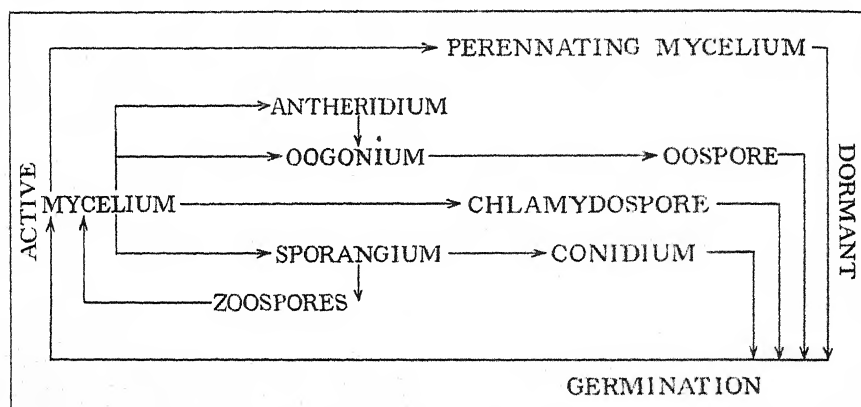 PERENNATING MYCELIUM
ANTHERIDIUM
OOGONIUM
OOSPORE
ACTIVE
MYCELIUM
CHLAMYDOSPORE
DORMANT
SPORANGIUM
CONIDIUM
ZOOSPORES
GERMINATION